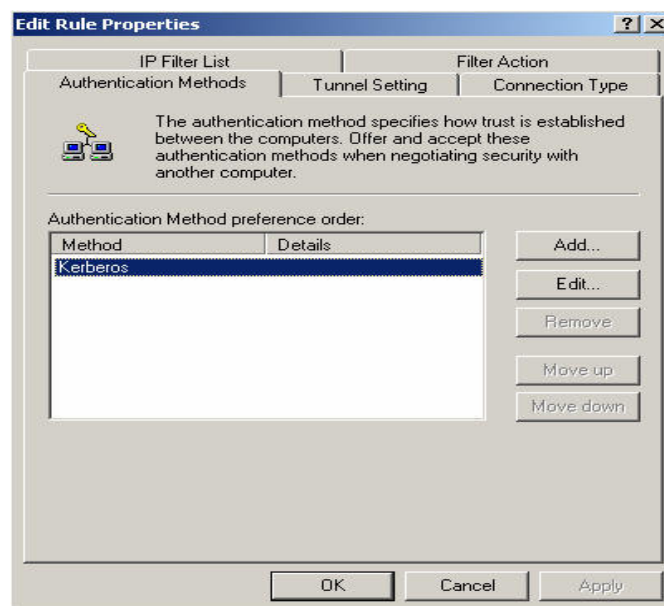 Edit Rule Properties
IP Filter List
Filter Action
Authentication Methods
Tunnel Setting
Connection Type
The authentication method specifies how trust is established
between the computers. Offer and accept these
authentication methods when negotiating security with
another computer.
Authentication Method preference order:
Method
Details
Kerberos
Add...
Edit...
Remove
Move up
Move down
OK
Cancel
Apply